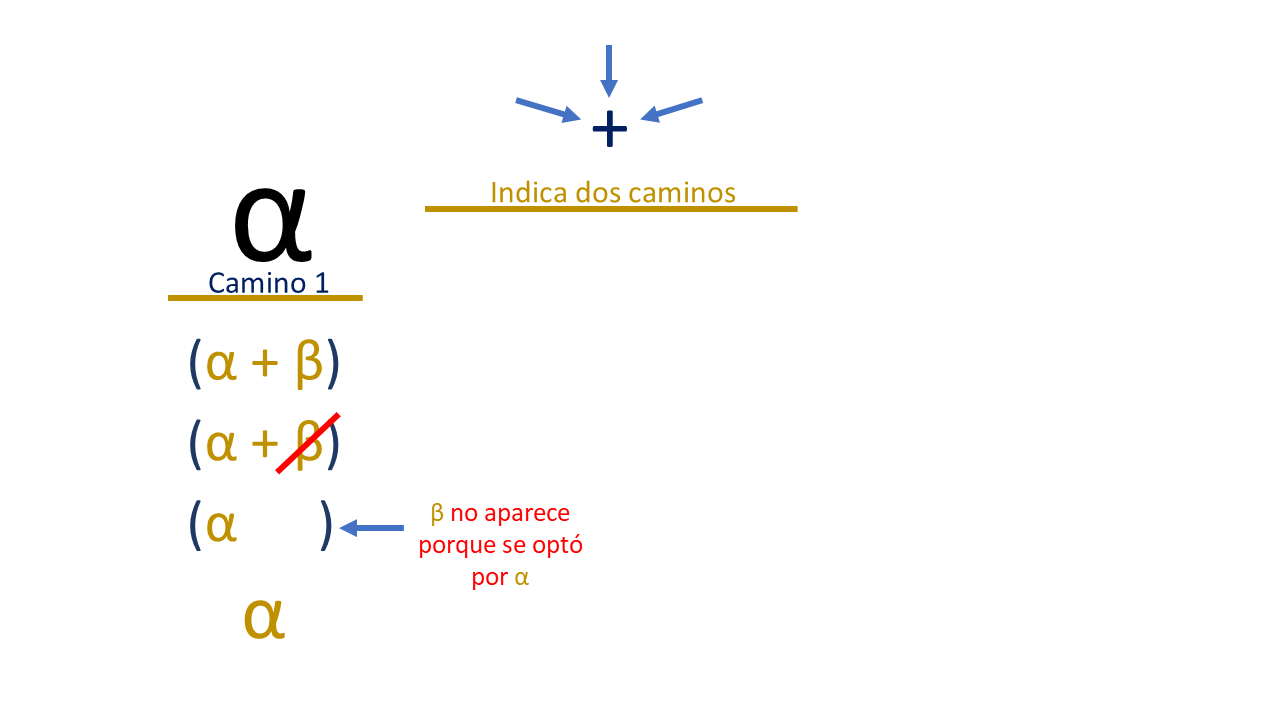 +
Indica dos caminos
α
Camino 1
(α + β)
(α + β)
(α )
β no aparece
porque se optó
por α
α